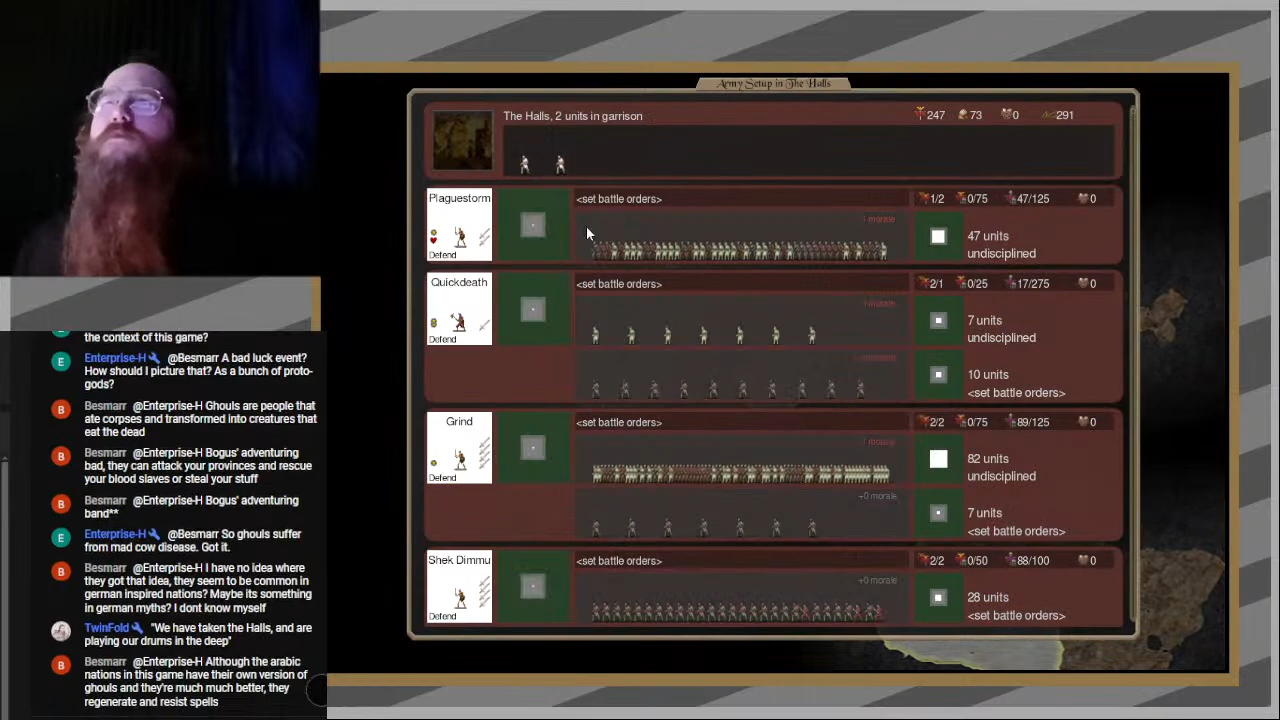 the context of this game?
Enterprise-H @Besmarr A bad luck event?
How should I picture that? As a bunch of proto-
gods?
Besmarr @Enterprise-H Ghouls are people that
ate corpses and transformed into creatures that
eat the dead
Besmarr @Enterprise-H Bogus' adventuring
bad, they can attack your provinces and rescue
your blood slaves or steal your stuff
Besmarr @Enterprise-H Bogus' adventuring
band**
Enterprise-H @Besmarr So ghouls suffer
from mad cow disease. Got it.
Besmarr @Enterprise-H I have no idea where
they got that idea, they seem to be common in
german inspired nations? Maybe its something
in german myths? I dont know myself
TwinFold "We have taken the Halls, and are
playing our drums in the deep"
Besmarr @Enterprise-H Although the arabic
nations in this game have their own version of
ghouls and they're much much better, they
regenerate and resist spells
E
B
B
B
E
B
B
Army Setup in The Halls
The Halls, 2 units in garrison 247 73 0 291
Plaguestorm <set battle orders> 1/2 0/75 47/125 0
1 morale
47 units
Defend undisciplined
Quickdeath <set battle orders> 2/1 0/25 17/275 0
7 units
Defend undisciplined
10 units
<set battle orders>
Grind <set battle orders> 2/2 0/75 89/125 0
1 morale
82 units
Defend undisciplined
+0 morale
7 units
<set battle orders>
Shek Dimmu <set battle orders> 2/2 0/50 88/100 0
+0 morale
28 units
Defend <set battle orders>